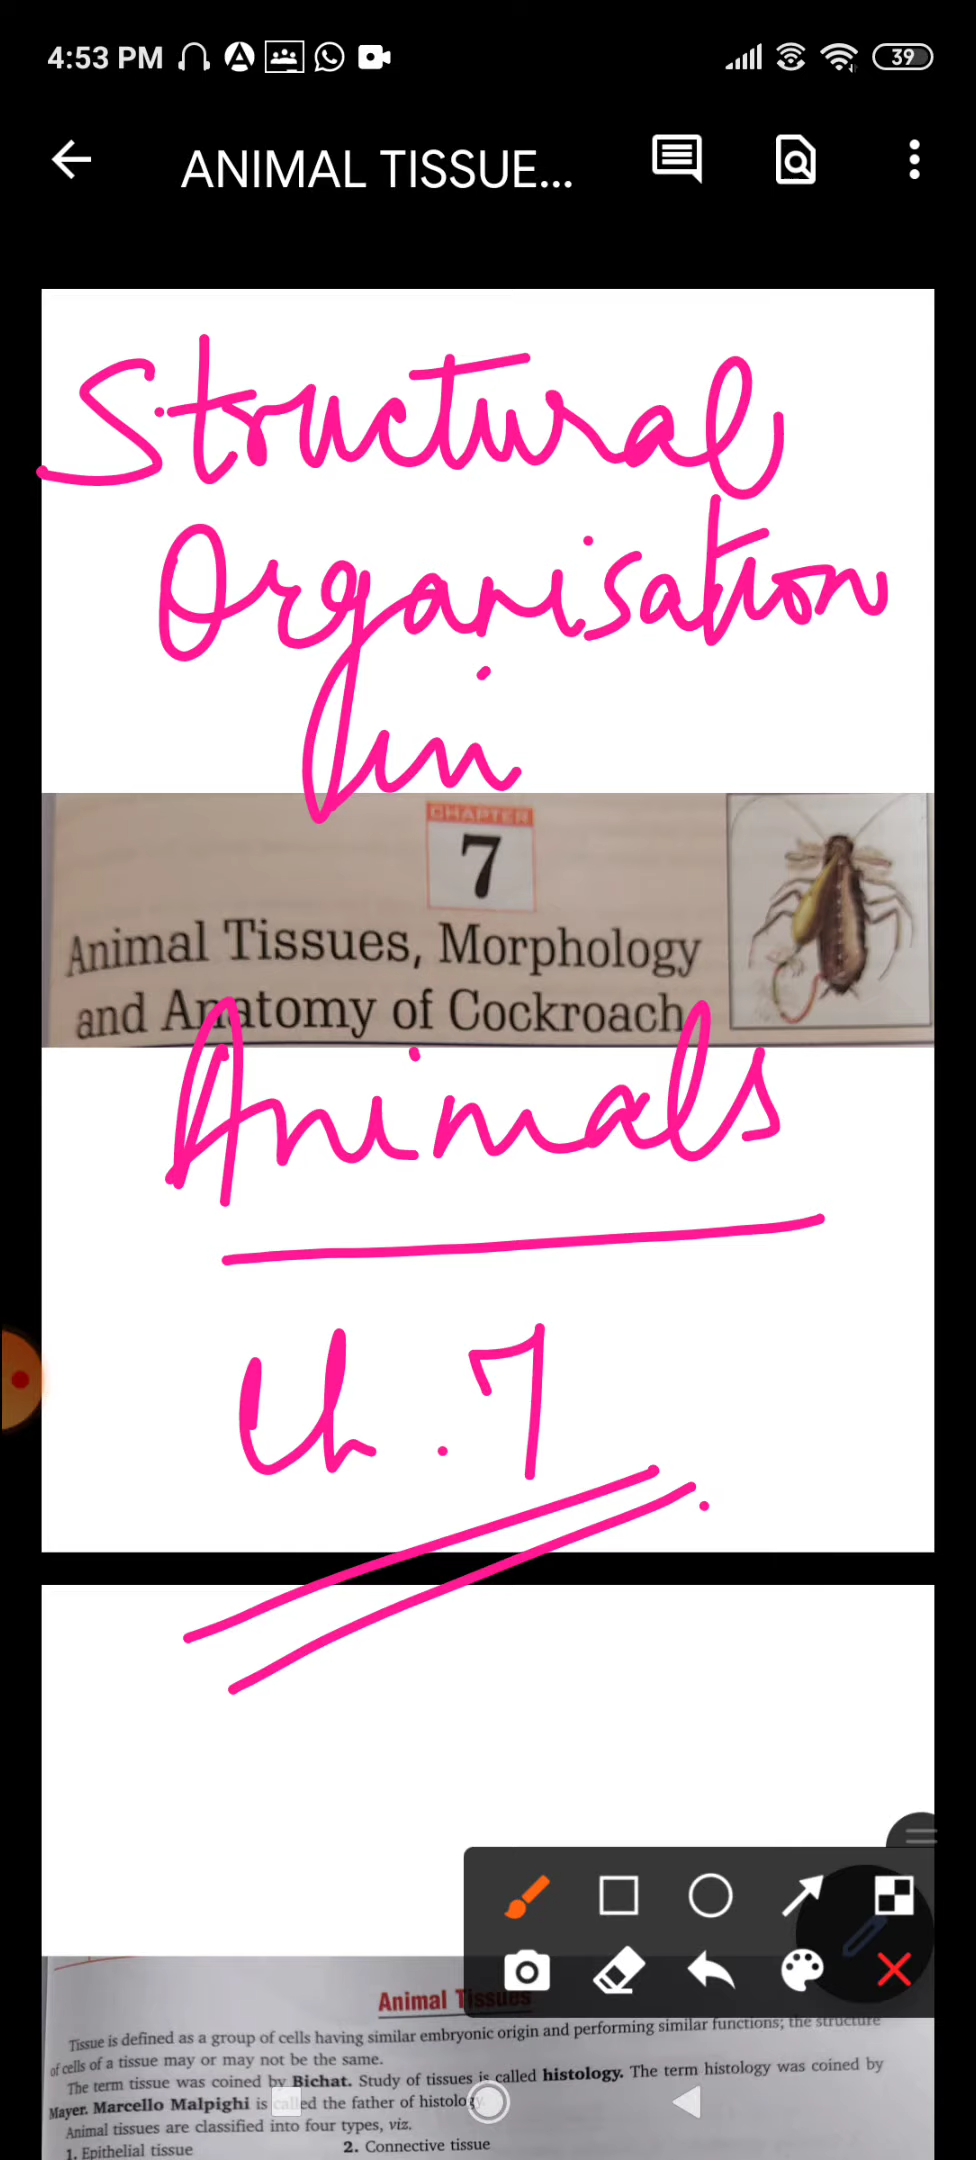 4:53 PM
39
ANIMAL TISSUE...
Structural
Organisation
in
CHAPTER
7
Animal Tissues, Morphology
and Anatomy of Cockroach
Animals
Ch. 7
Animal Tissues
Tissue is defined as a group of cells having similar embryonic origin and performing similar functions; the structure
of cells of a tissue may or may not be the same.
The term tissue was coined by Bichat. Study of tissues is called histology. The term histology was coined by
Mayer. Marcello Malpighi is called the father of histology.
Animal tissues are classified into four types, viz.
1. Epithelial tissue 2. Connective tissue